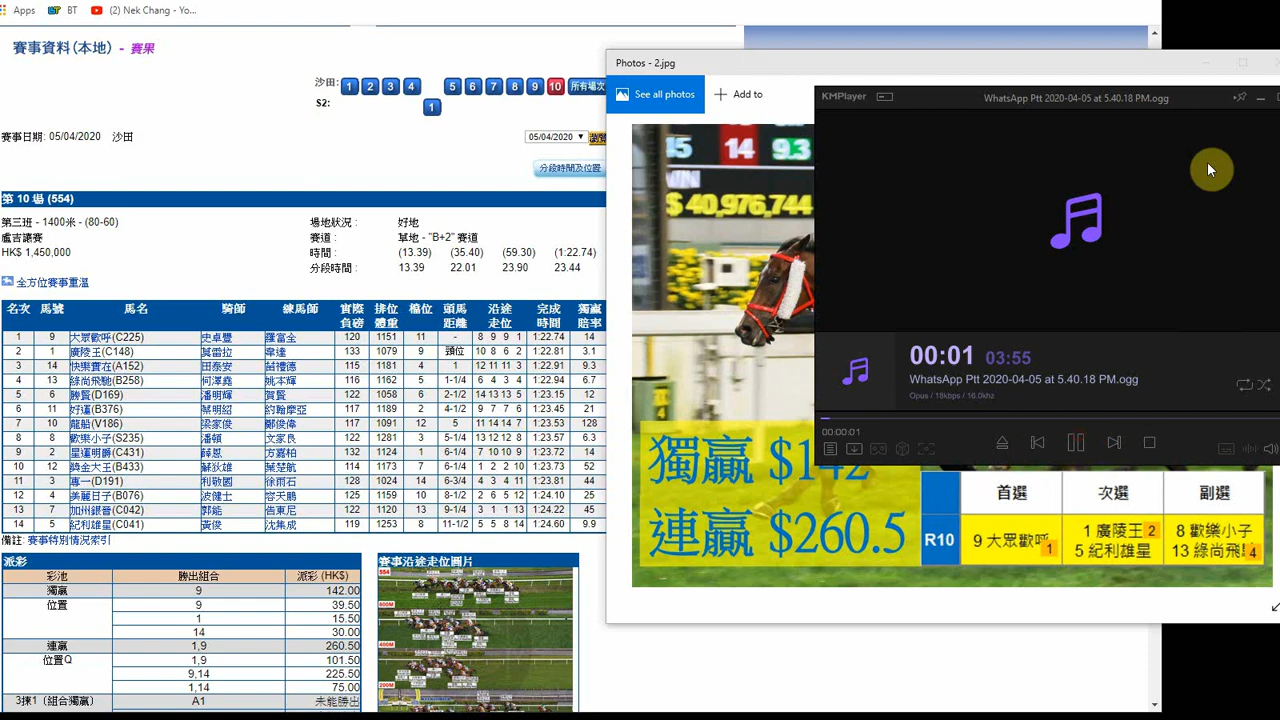 Apps BT (2) Nek Chang - Yo...
賽事資料(本地) - 賽果
沙田: 1 2 3 4 5 6 7 8 9 10 所有場次
S2: 1
賽事日期: 05/04/2020 沙田
05/04/2020
分段時間及位置
第 10 場 (554)
第三班 - 1400米 - (80-60) 場地狀況 : 好地
盧吉讓賽 賽道 : 草地 - "B+2" 賽道
HK$ 1,450,000 時間 : (13.39) (35.40) (59.30) (1:22.74)
分段時間 : 13.39 22.01 23.90 23.44
全方位賽事重溫
名次 馬號 馬名 騎師 練馬師 實際負磅 排位體重 檔位 頭馬距離 沿途走位 完成時間 獨贏賠率
1 9 大眾歡呼(C225) 史卓豐 羅富全 120 1151 11 - 8 9 9 1 1:22.74 14
2 1 廣陵王(C148) 莫雷拉 韋達 133 1079 9 頸位 10 8 6 2 1:22.81 3.1
3 14 快樂實在(A152) 田泰安 苗禮德 115 1181 4 1 12 11 11 3 1:22.91 9.3
4 13 綠尚飛馳(B258) 何澤堯 姚本輝 116 1162 5 1-1/4 6 4 3 4 1:22.94 6.7
5 6 勝賢(D169) 潘明輝 賀賢 122 1058 6 2-1/2 14 13 13 5 1:23.15 24
6 11 好運(B376) 蔡明紹 約翰摩亞 117 1189 2 4-1/2 9 7 7 6 1:23.45 21
7 10 龍船(V186) 梁家俊 鄭俊偉 117 1091 12 5 11 14 14 7 1:23.53 128
8 8 歡樂小子(S235) 潘頓 文家良 122 1281 3 5-1/4 13 12 12 8 1:23.57 6.3
9 2 星運明爵(C451) 薛恩 方嘉柏 132 1124 1 6-1/4 7 10 10 9 1:23.72 34
10 12 獎金大王(B433) 蘇狄雄 葉楚航 114 1173 7 6-1/4 1 2 2 10 1:23.73 52
11 3 專一(D191) 利敬國 徐雨石 128 1024 14 6-3/4 4 3 4 11 1:23.81 44
12 4 美麗日子(B076) 波健士 容天鵬 125 1159 10 8-1/2 2 6 5 12 1:24.10 25
13 7 加州銀合(C042) 郭能 告東尼 122 1120 13 9-1/4 3 1 1 13 1:24.22 45
14 5 紀利雄星(C041) 黃俊 沈集成 119 1253 8 11-1/2 5 5 8 14 1:24.60 9.9
備註: 賽事特別情況索引
派彩
彩池 勝出組合 派彩 (HK$)
獨贏 9 142.00
位置 9 39.50
1 15.50
14 30.00
連贏 1,9 260.50
位置Q 1,9 101.50
9,14 225.50
1,14 75.00
3揀1 (組合獨贏) A1 未能勝出
賽事沿途走位圖片
554
800M
400M
200M
Photos - 2.jpg
See all photos Add to
45 14 9.3
WIN
$ 40,976,744
4
獨贏 $142
連贏 $260.5
KMPlayer WhatsApp Ptt 2020-04-05 at 5.40.18 PM.ogg
00:01 03:55
WhatsApp Ptt 2020-04-05 at 5.40.18 PM.ogg
Opus / 18kbps / 16.0khz
00:00:01
首選 次選 副選
R10 9 大眾歡呼 1 1 廣陵王 2 8 歡樂小子
5 紀利雄星 13 綠尚飛 4